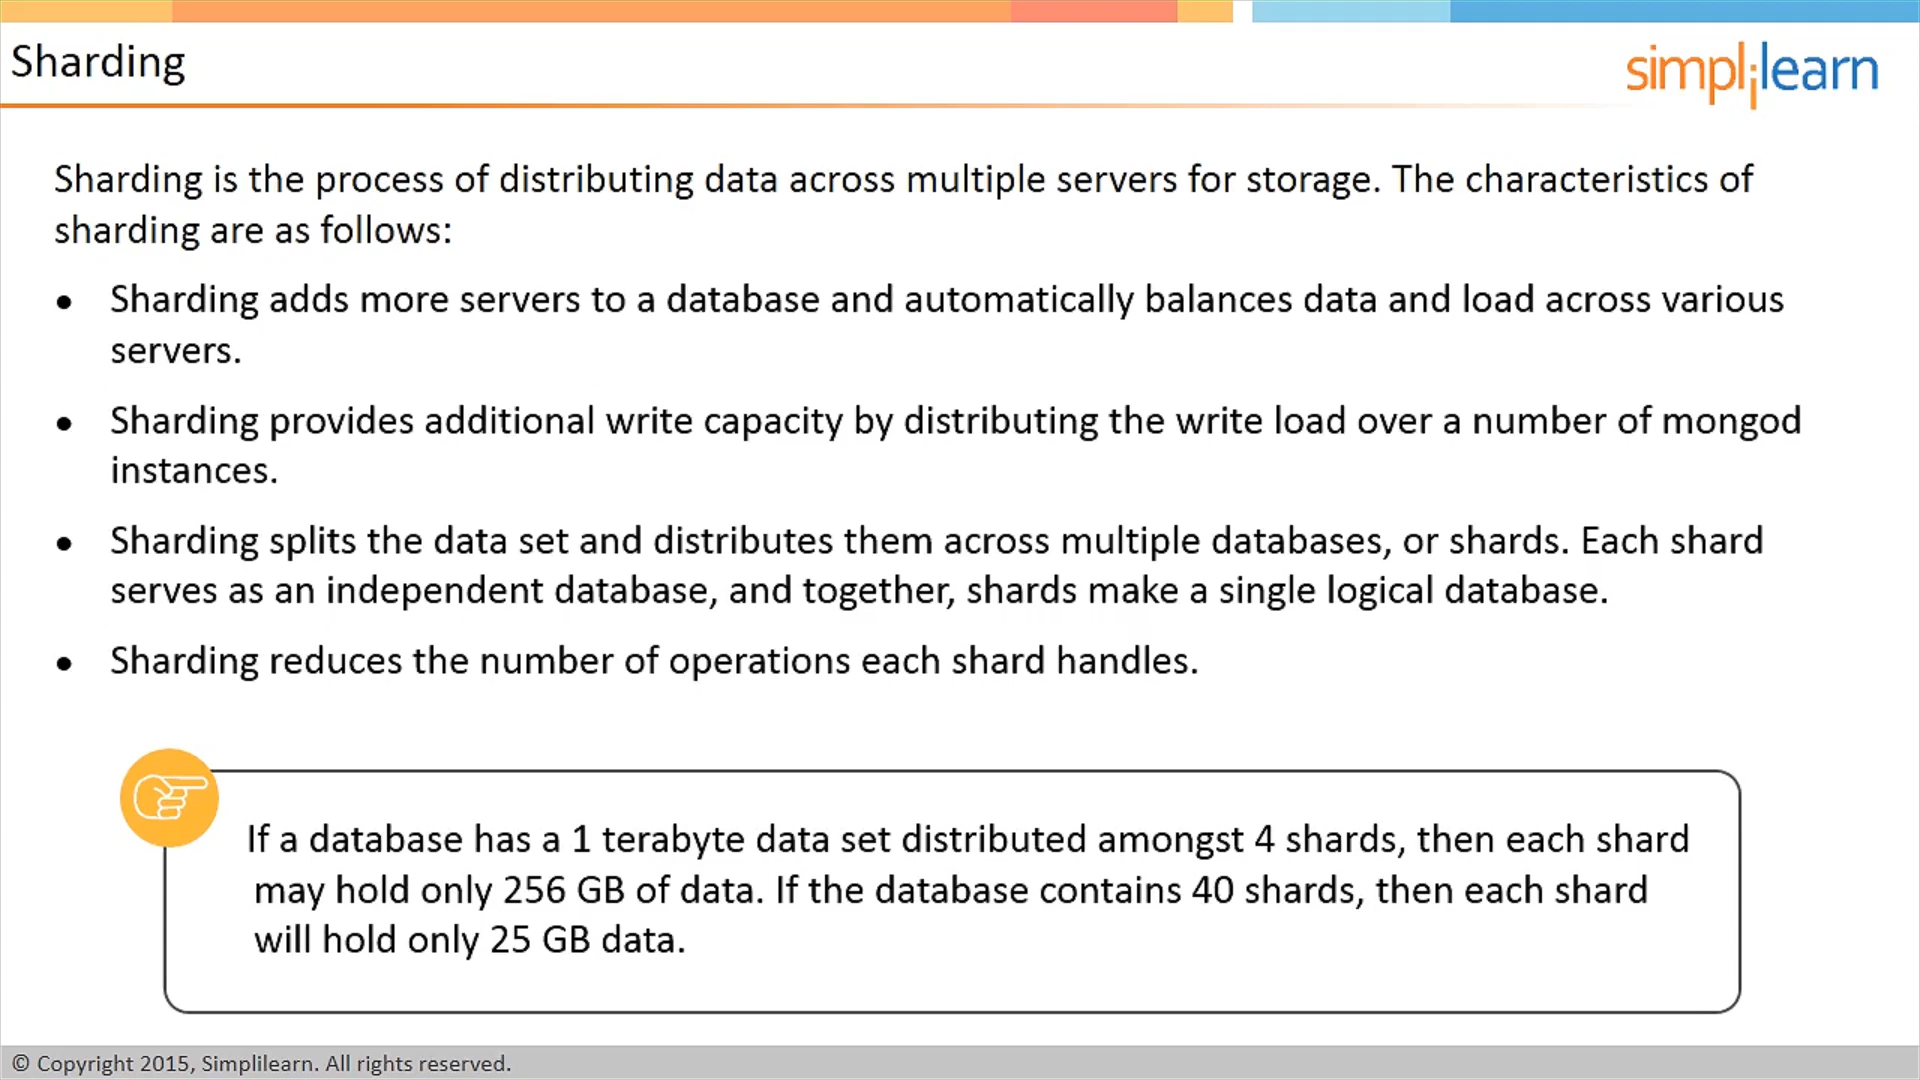 Sharding
simplilearn
Sharding is the process of distributing data across multiple servers for storage. The characteristics of
sharding are as follows:
● Sharding adds more servers to a database and automatically balances data and load across various
servers.
● Sharding provides additional write capacity by distributing the write load over a number of mongod
instances.
● Sharding splits the data set and distributes them across multiple databases, or shards. Each shard
serves as an independent database, and together, shards make a single logical database.
● Sharding reduces the number of operations each shard handles.
If a database has a 1 terabyte data set distributed amongst 4 shards, then each shard
may hold only 256 GB of data. If the database contains 40 shards, then each shard
will hold only 25 GB data.
© Copyright 2015, Simplilearn. All rights reserved.